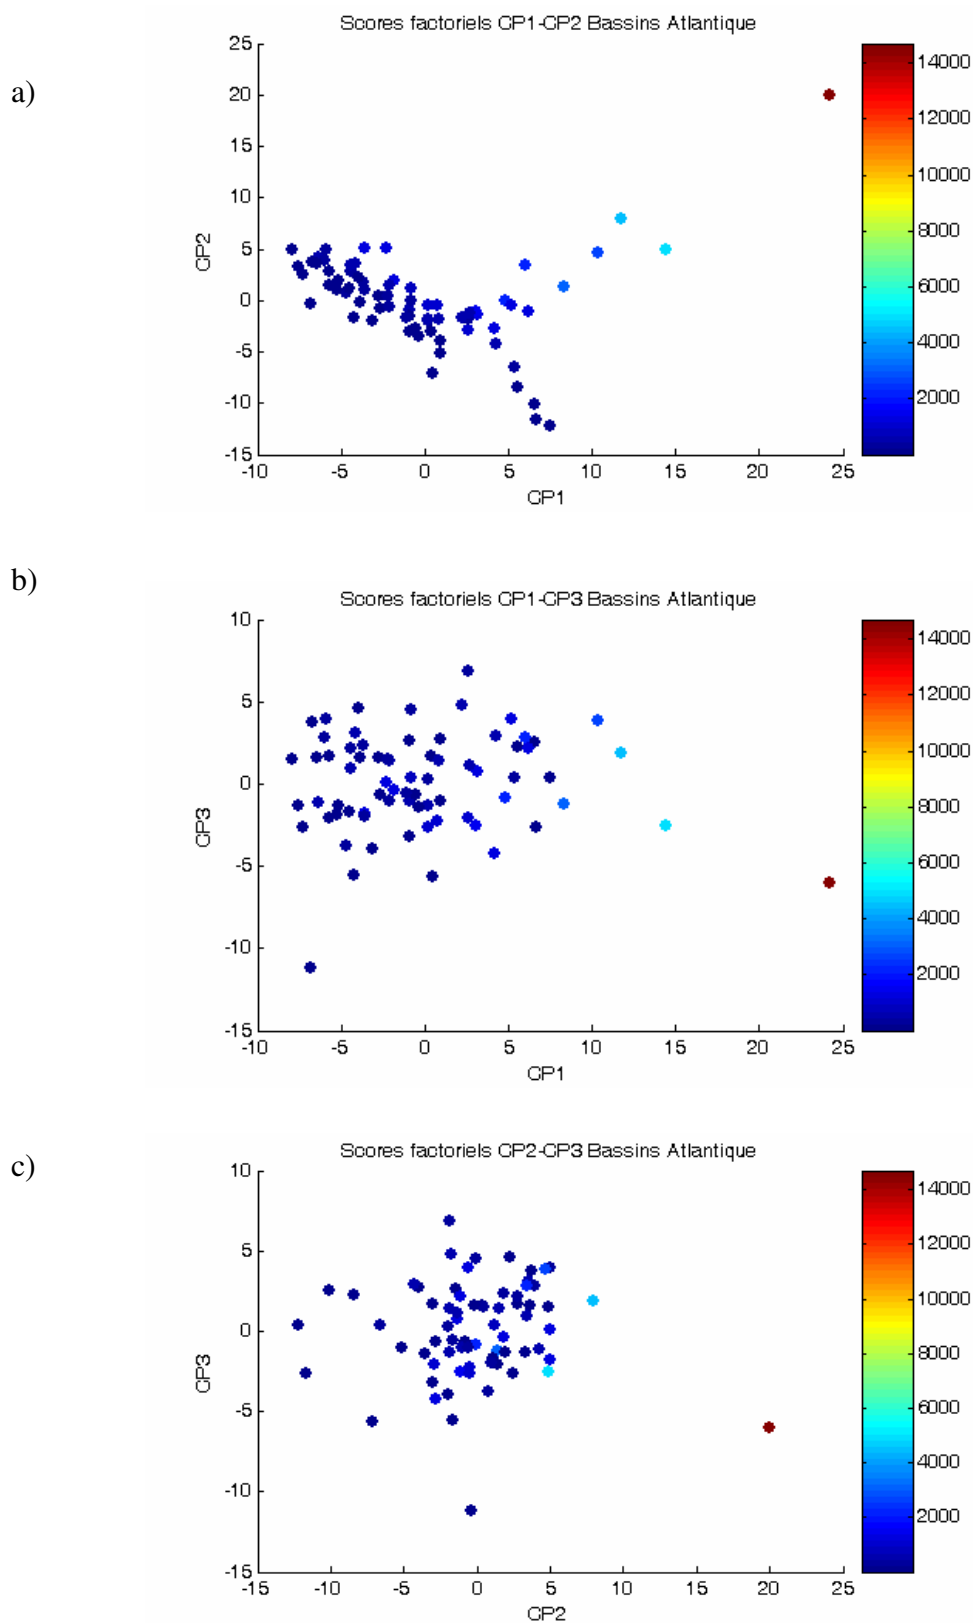 a)
Scores factoriels CP1-CP2 Bassins Atlantique
25
20
15
10
5
0
-5
-10
-15
CP2
-10 -5 0 5 10 15 20 25
CP1
14000
12000
10000
8000
6000
4000
2000
b)
Scores factoriels CP1-CP3 Bassins Atlantique
10
5
0
-5
-10
-15
CP3
-10 -5 0 5 10 15 20 25
CP1
14000
12000
10000
8000
6000
4000
2000
c)
Scores factoriels CP2-CP3 Bassins Atlantique
10
5
0
-5
-10
-15
CP3
-15 -10 -5 0 5 10 15 20 25
CP2
14000
12000
10000
8000
6000
4000
2000